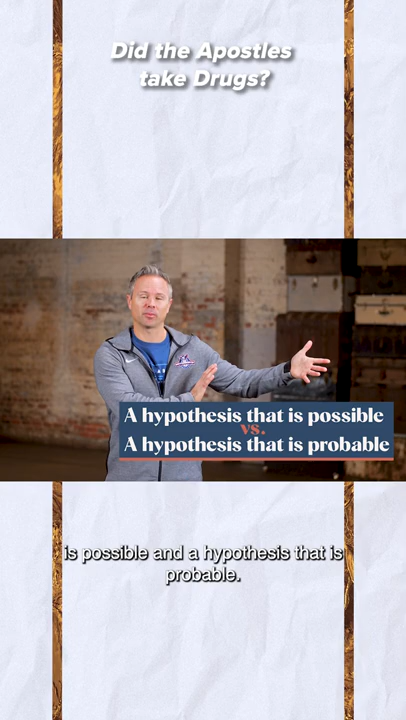 Did the Apostles
take Drugs?
A hypothesis that is possible
vs.
A hypothesis that is probable
is possible and a hypothesis that is
probable.